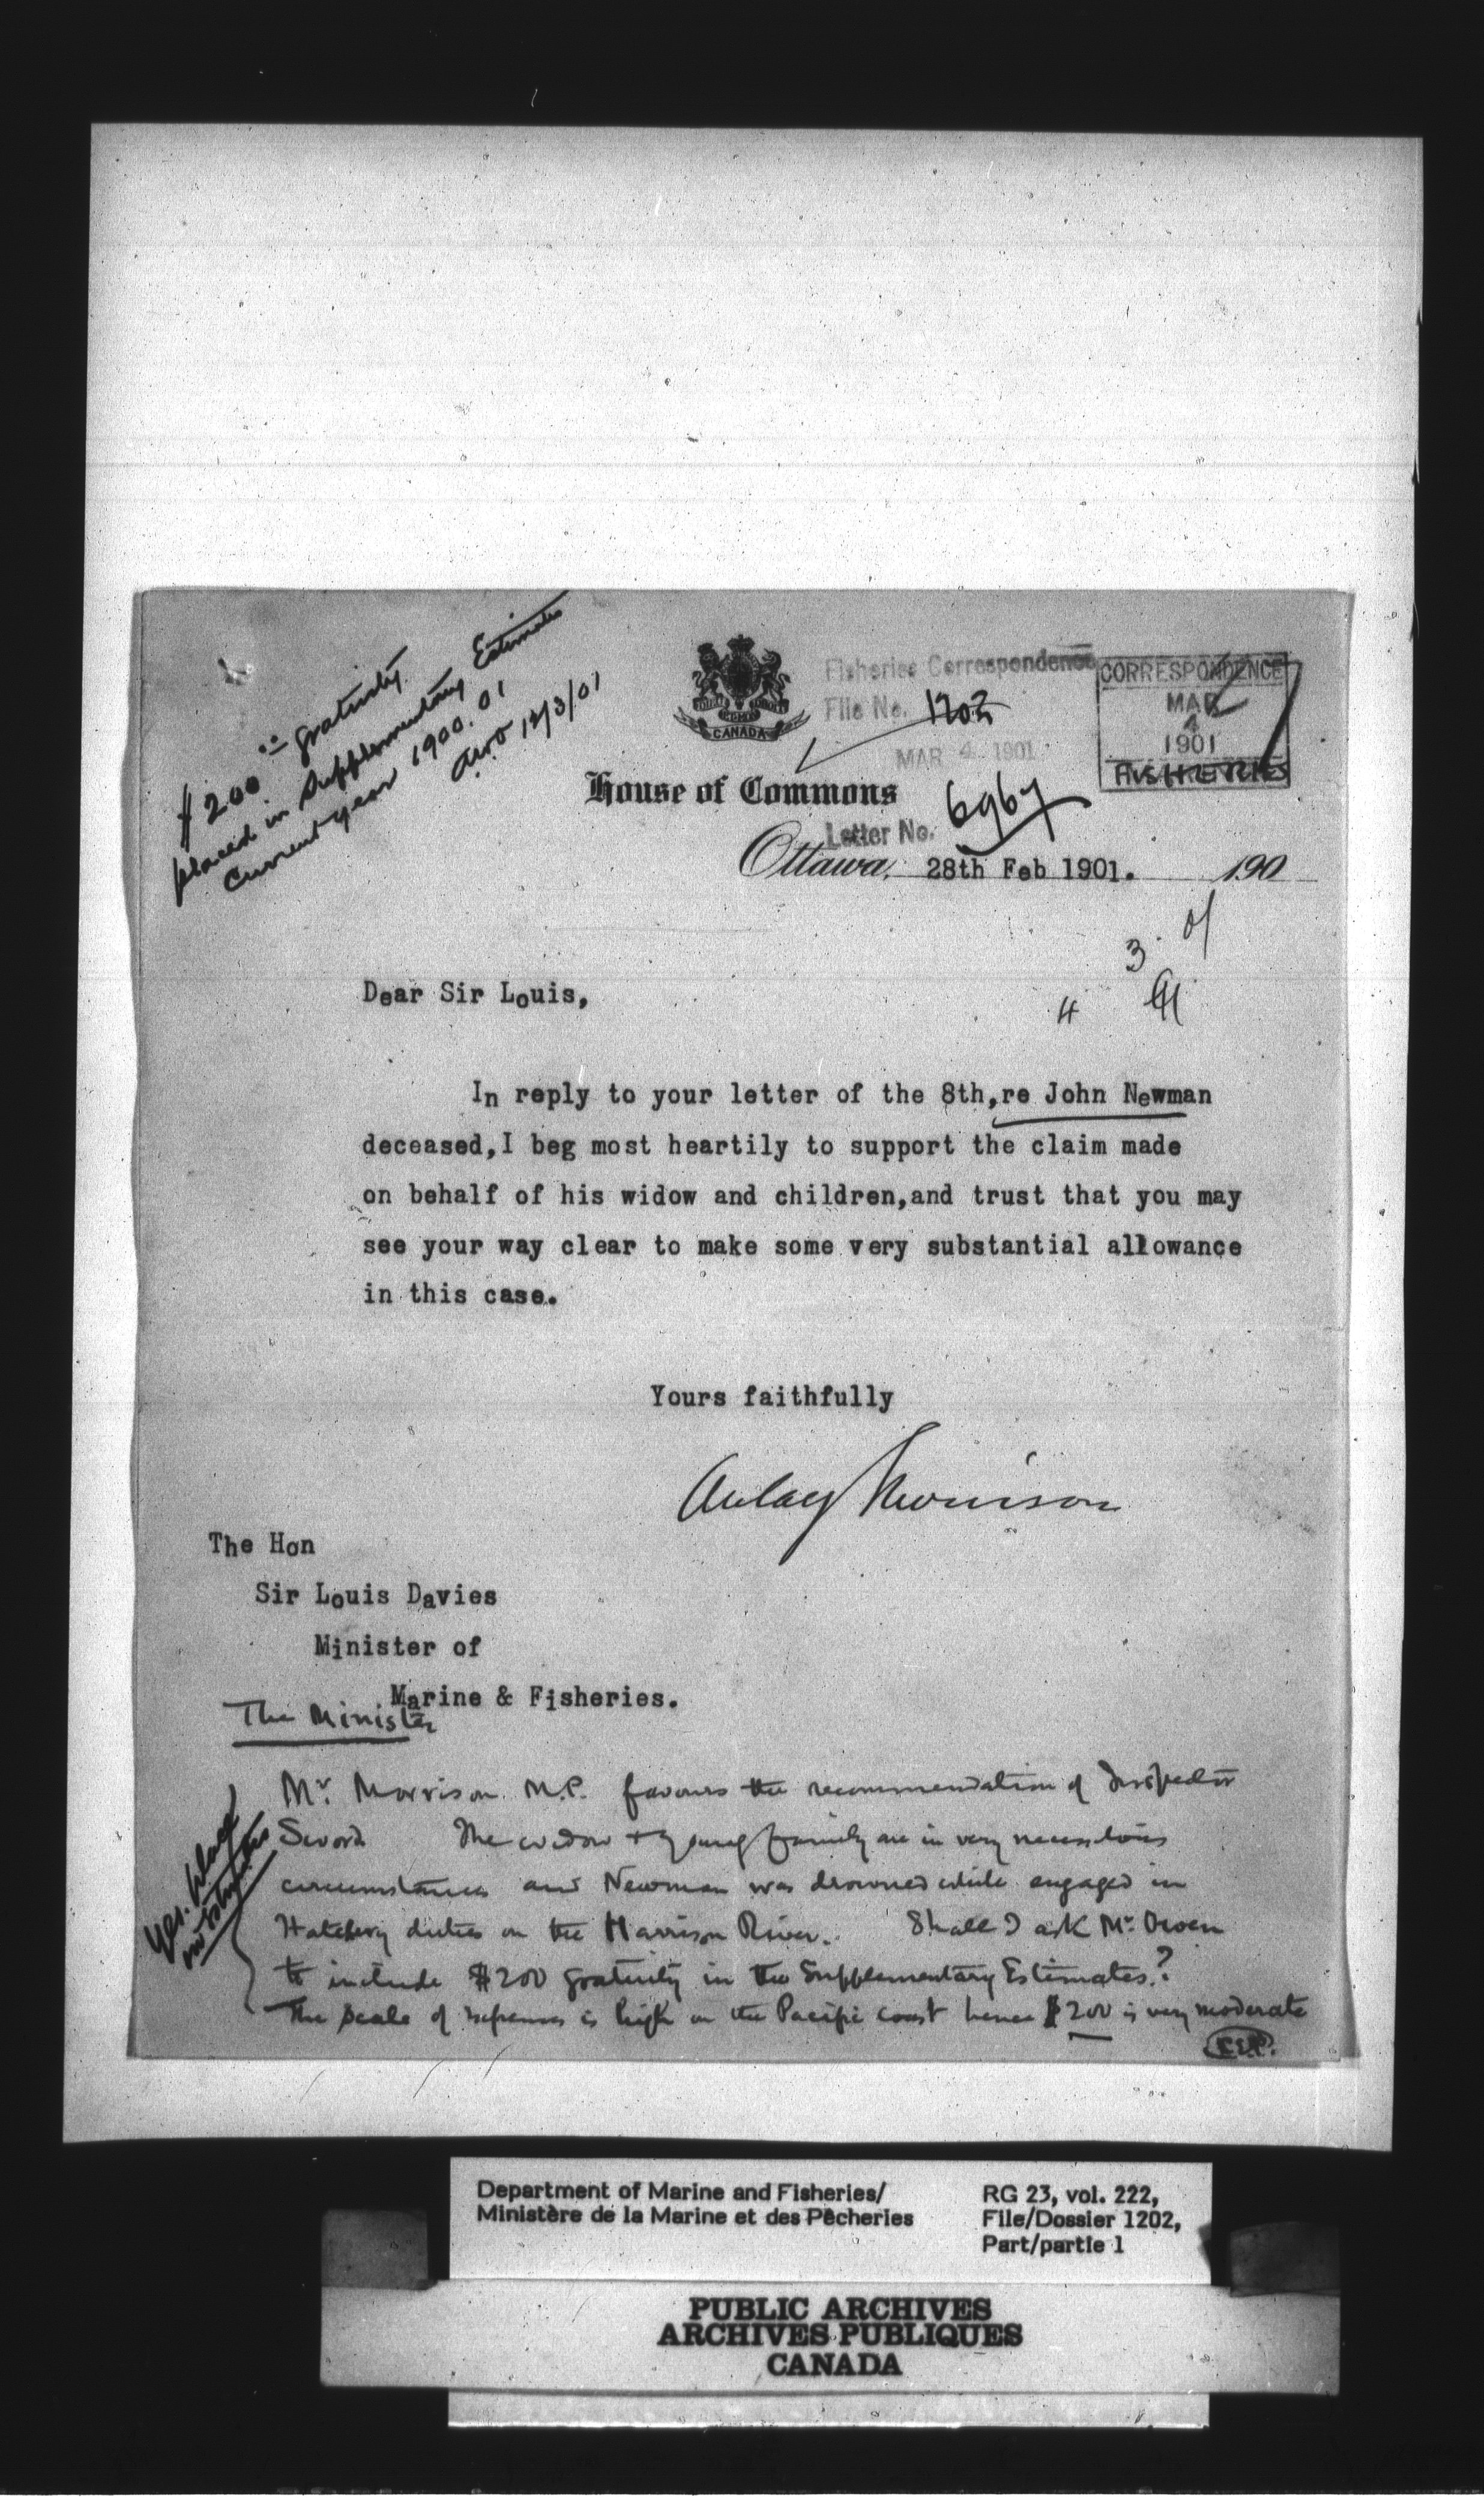 $200 :- gratuity
placed in Supplementary Estimates
Current year 1900.01
12/3/01
CANADA
Fisheries Correspondence
File No. 1202
MAR 4 1901
CORRESPONDENCE
MAR
4
1901
FISHERIES
House of Commons
Letter No. 6967
Ottawa, 28th Feb 1901. 190
4 3. 01
Dear Sir Louis,
In reply to your letter of the 8th,re John Newman
deceased,I beg most heartily to support the claim made
on behalf of his widow and children,and trust that you may
see your way clear to make some very substantial allowance
in this case.
Yours faithfully
Aulay Morrison
The Hon
Sir Louis Davies
Minister of
Marine & Fisheries.
The Minister
Mr. Morrison M.P. favours the recommendation of Inspector
Sword The widow & young family are in very necessitous
circumstances and Newman was drowned while engaged in
Hatchery duties on the Harrison River. Shall I ask Mr. Owen
to include $200 gratuity in the Supplementary Estimates?
The scale of expenses is high on the Pacific coast hence $200 is very moderate
E.E.P.
Yes. place
in Estimates
Department of Marine and Fisheries/
Ministère de la Marine et des Pêcheries
RG 23, vol. 222,
File/Dossier 1202,
Part/partie 1
PUBLIC ARCHIVES
ARCHIVES PUBLIQUES
CANADA